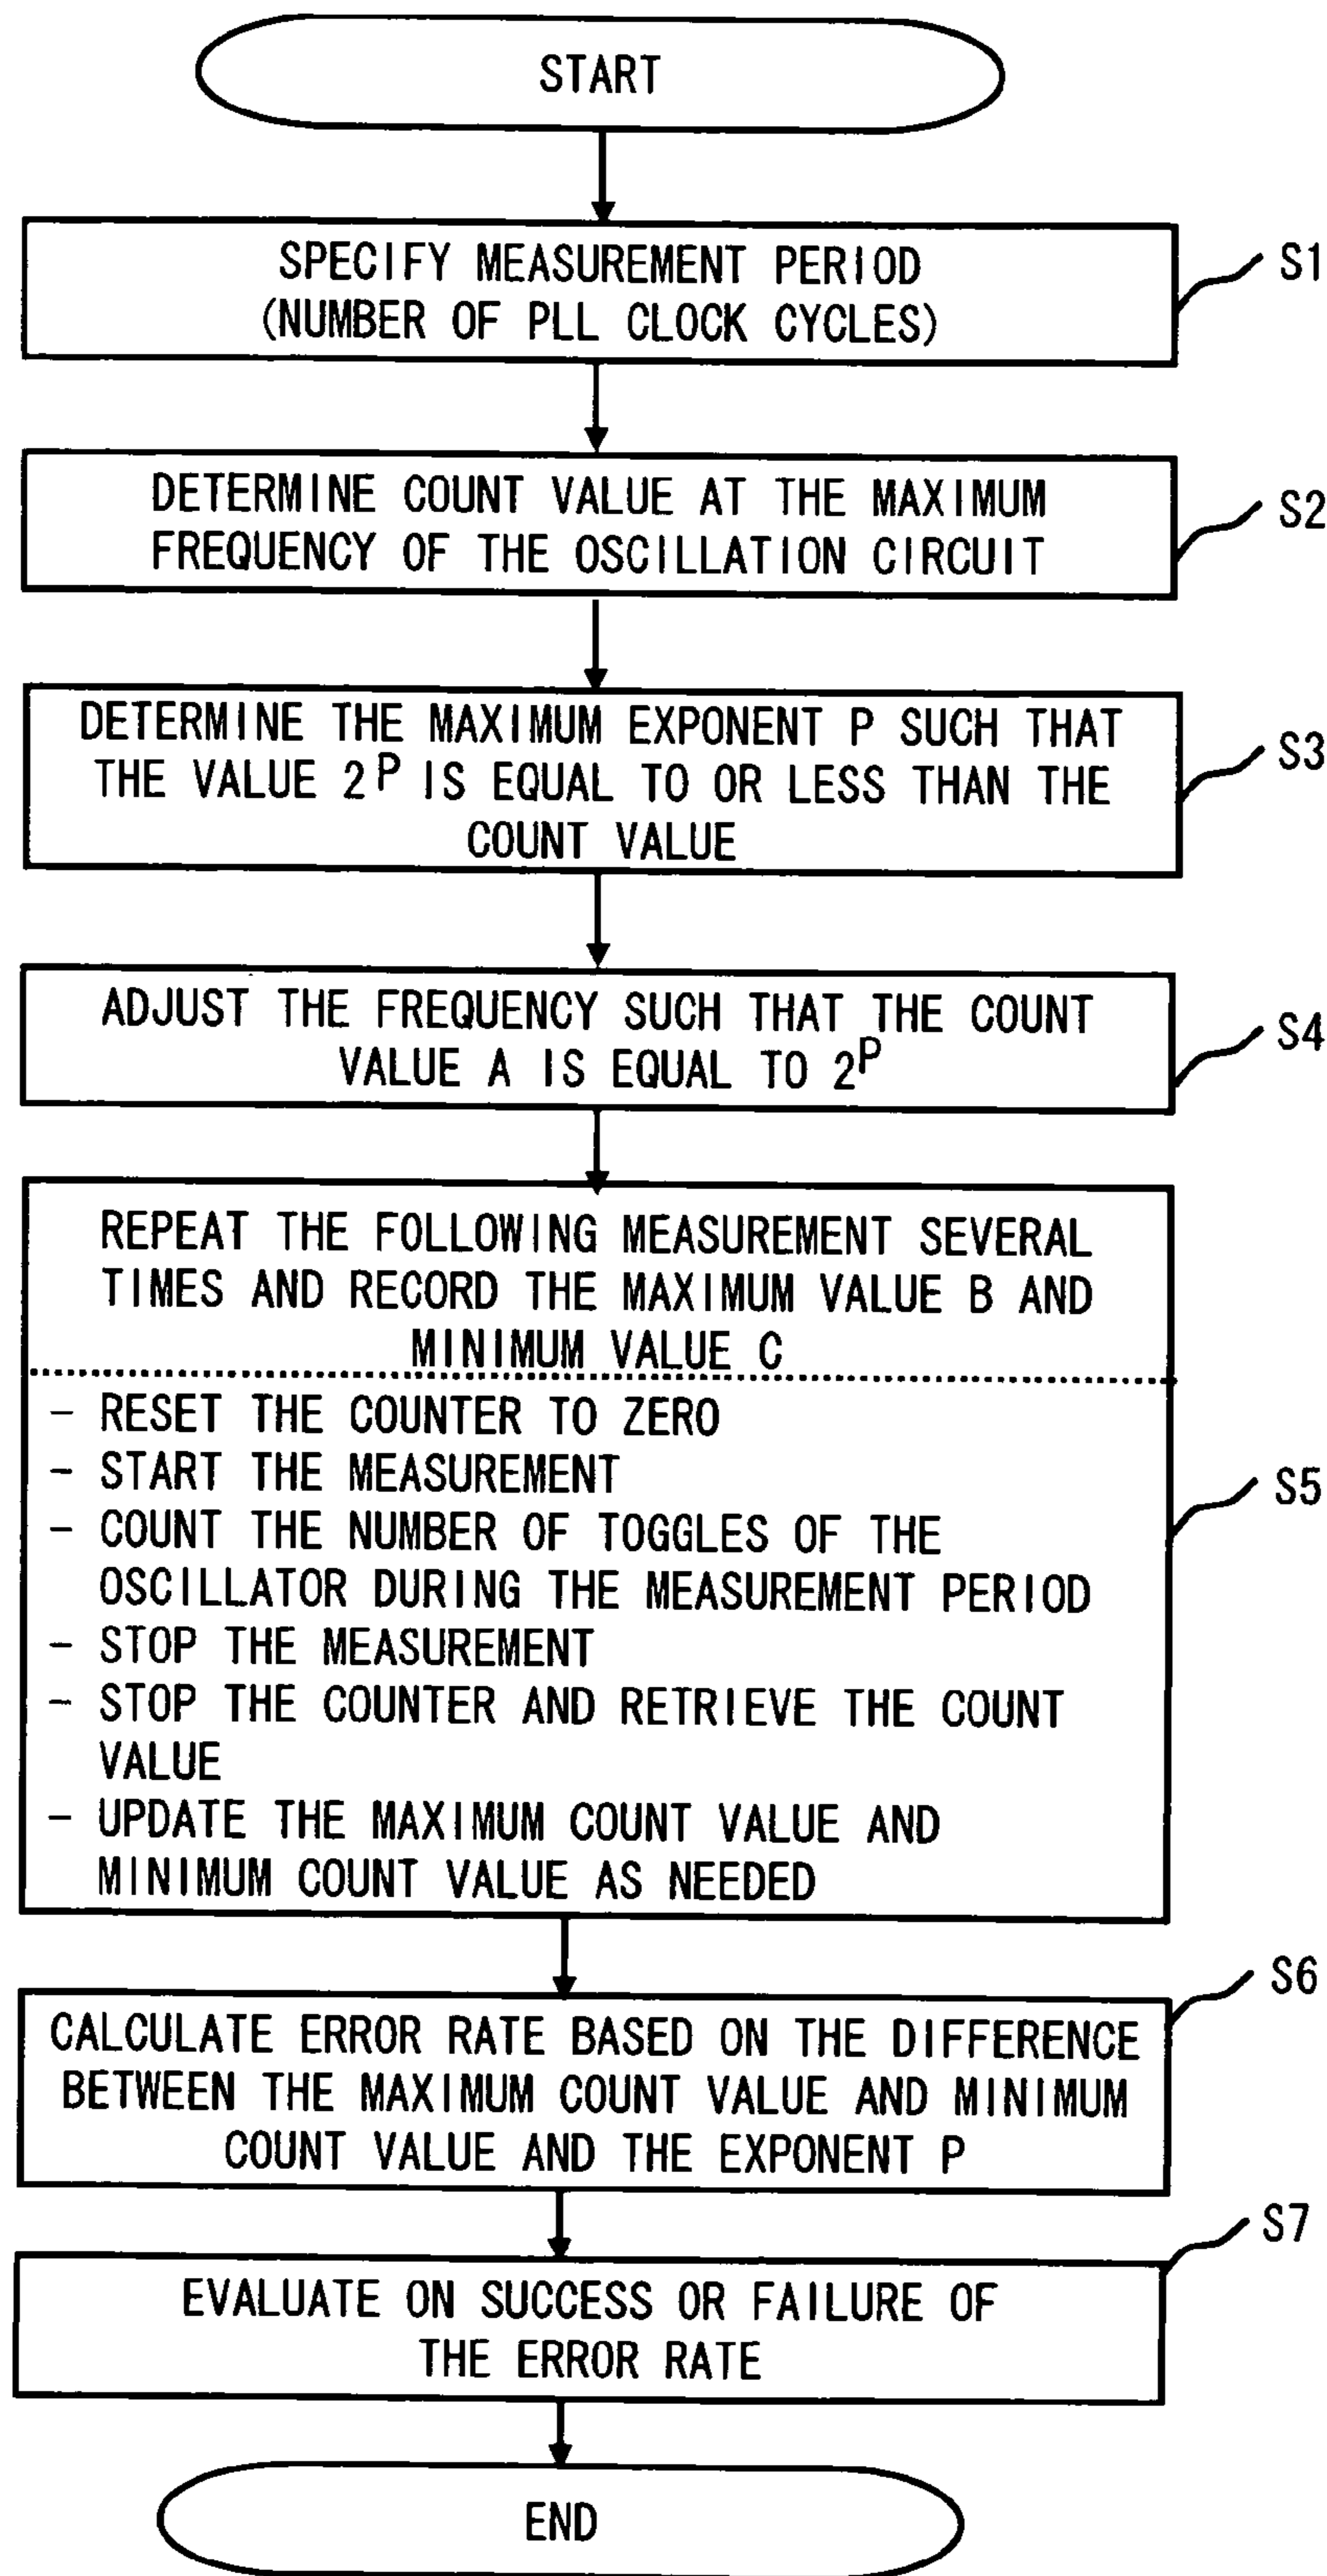 START
SPECIFY MEASUREMENT PERIOD
(NUMBER OF PLL CLOCK CYCLES)
S1
DETERMINE COUNT VALUE AT THE MAXIMUM
FREQUENCY OF THE OSCILLATION CIRCUIT
S2
DETERMINE THE MAXIMUM EXPONENT P SUCH THAT
THE VALUE 2^P IS EQUAL TO OR LESS THAN THE
COUNT VALUE
S3
ADJUST THE FREQUENCY SUCH THAT THE COUNT
VALUE A IS EQUAL TO 2^P
S4
REPEAT THE FOLLOWING MEASUREMENT SEVERAL
TIMES AND RECORD THE MAXIMUM VALUE B AND
MINIMUM VALUE C
- RESET THE COUNTER TO ZERO
- START THE MEASUREMENT
- COUNT THE NUMBER OF TOGGLES OF THE
OSCILLATOR DURING THE MEASUREMENT PERIOD
- STOP THE MEASUREMENT
- STOP THE COUNTER AND RETRIEVE THE COUNT
VALUE
- UPDATE THE MAXIMUM COUNT VALUE AND
MINIMUM COUNT VALUE AS NEEDED
S5
CALCULATE ERROR RATE BASED ON THE DIFFERENCE
BETWEEN THE MAXIMUM COUNT VALUE AND MINIMUM
COUNT VALUE AND THE EXPONENT P
S6
EVALUATE ON SUCCESS OR FAILURE OF
THE ERROR RATE
S7
END